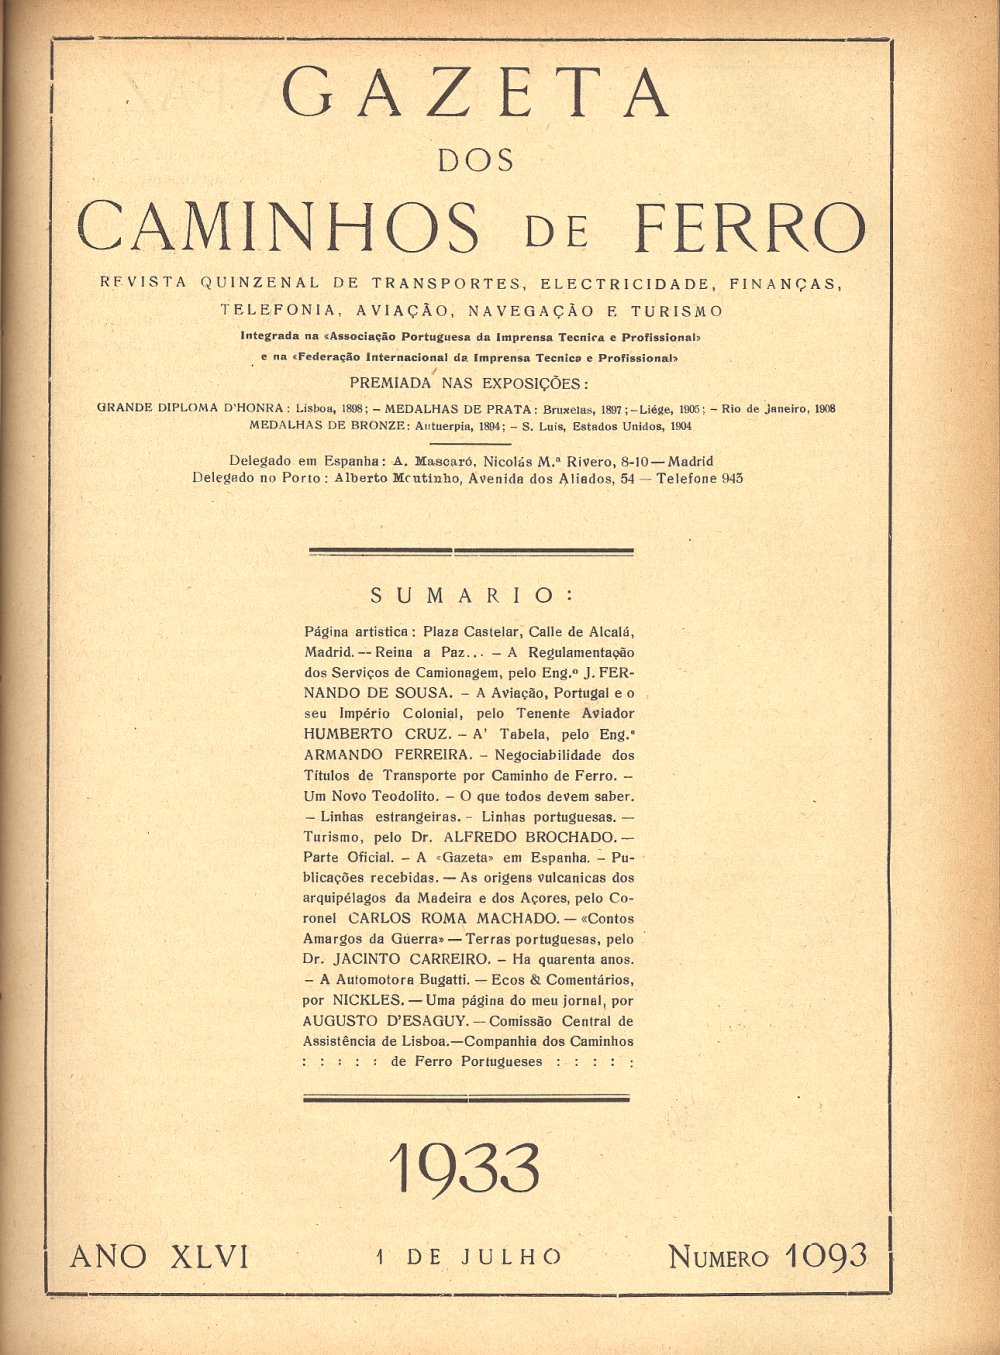 GAZETA
DOS
CAMINHOS DE FERRO
REVISTA QUINZENAL DE TRANSPORTES, ELECTRICIDADE, FINANÇAS,
TELEFONIA, AVIAÇÃO, NAVEGAÇÃO E TURISMO
Integrada na «Associação Portuguesa da Imprensa Tecnica e Profissional»
e na «Federação Internacional da Imprensa Tecnica e Profissional»
PREMIADA NAS EXPOSIÇÕES:
GRANDE DIPLOMA D'HONRA: Lisboa, 1898; – MEDALHAS DE PRATA: Bruxelas, 1897; – Liége, 1905; – Rio de Janeiro, 1908
MEDALHAS DE BRONZE: Antuerpia, 1894; – S. Luís, Estados Unidos, 1904
Delegado em Espanha: A. Mascaró, Nicolás M.ª Rivero, 8-10 — Madrid
Delegado no Porto: Alberto Moutinho, Avenida dos Aliados, 54 — Telefone 943
SUMARIO:
Página artistica: Plaza Castelar, Calle de Alcalá,
Madrid. — Reina a Paz... – A Regulamentação
dos Serviços de Camionagem, pelo Eng.º J. FER-
NANDO DE SOUSA. – A Aviação, Portugal e o
seu Império Colonial, pelo Tenente Aviador
HUMBERTO CRUZ. – A' Tabela, pelo Eng.º
ARMANDO FERREIRA. – Negociabilidade dos
Títulos de Transporte por Caminho de Ferro. –
Um Novo Teodolito. – O que todos devem saber.
– Linhas estrangeiras. – Linhas portuguesas. —
Turismo, pelo Dr. ALFREDO BROCHADO. —
Parte Oficial. – A «Gazeta» em Espanha. – Pu-
blicações recebidas. — As origens vulcanicas dos
arquipélagos da Madeira e dos Açores, pelo Co-
ronel CARLOS ROMA MACHADO. — «Contos
Amargos da Guerra» — Terras portuguesas, pelo
Dr. JACINTO CARREIRO. – Ha quarenta anos.
– A Automotora Bugatti. — Ecos & Comentários,
por NICKLES. — Uma página do meu jornal, por
AUGUSTO D'ESAGUY. — Comissão Central de
Assistência de Lisboa. — Companhia dos Caminhos
: : : : : de Ferro Portugueses : : : : :
1933
ANO XLVI 1 DE JULHO NUMERO 1093